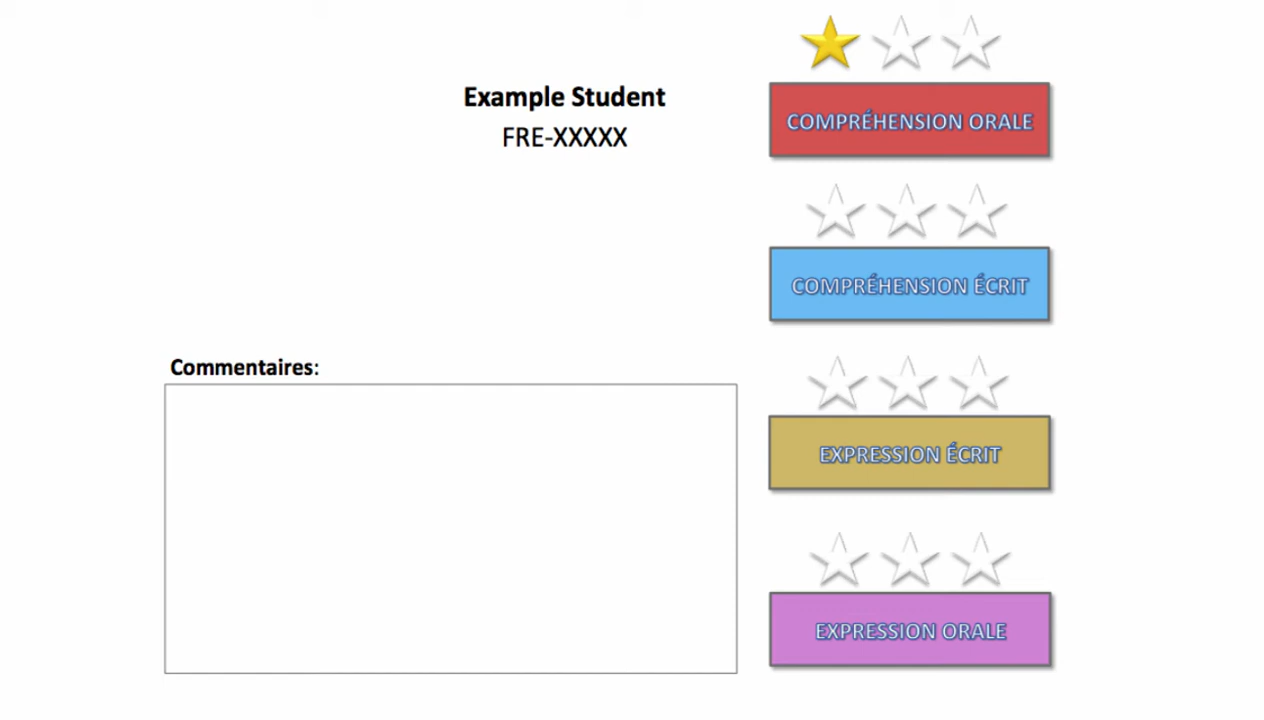 Example Student
FRE-XXXXX
COMPRÉHENSION ORALE
COMPRÉHENSION ÉCRIT
Commentaires:
EXPRESSION ÉCRIT
EXPRESSION ORALE